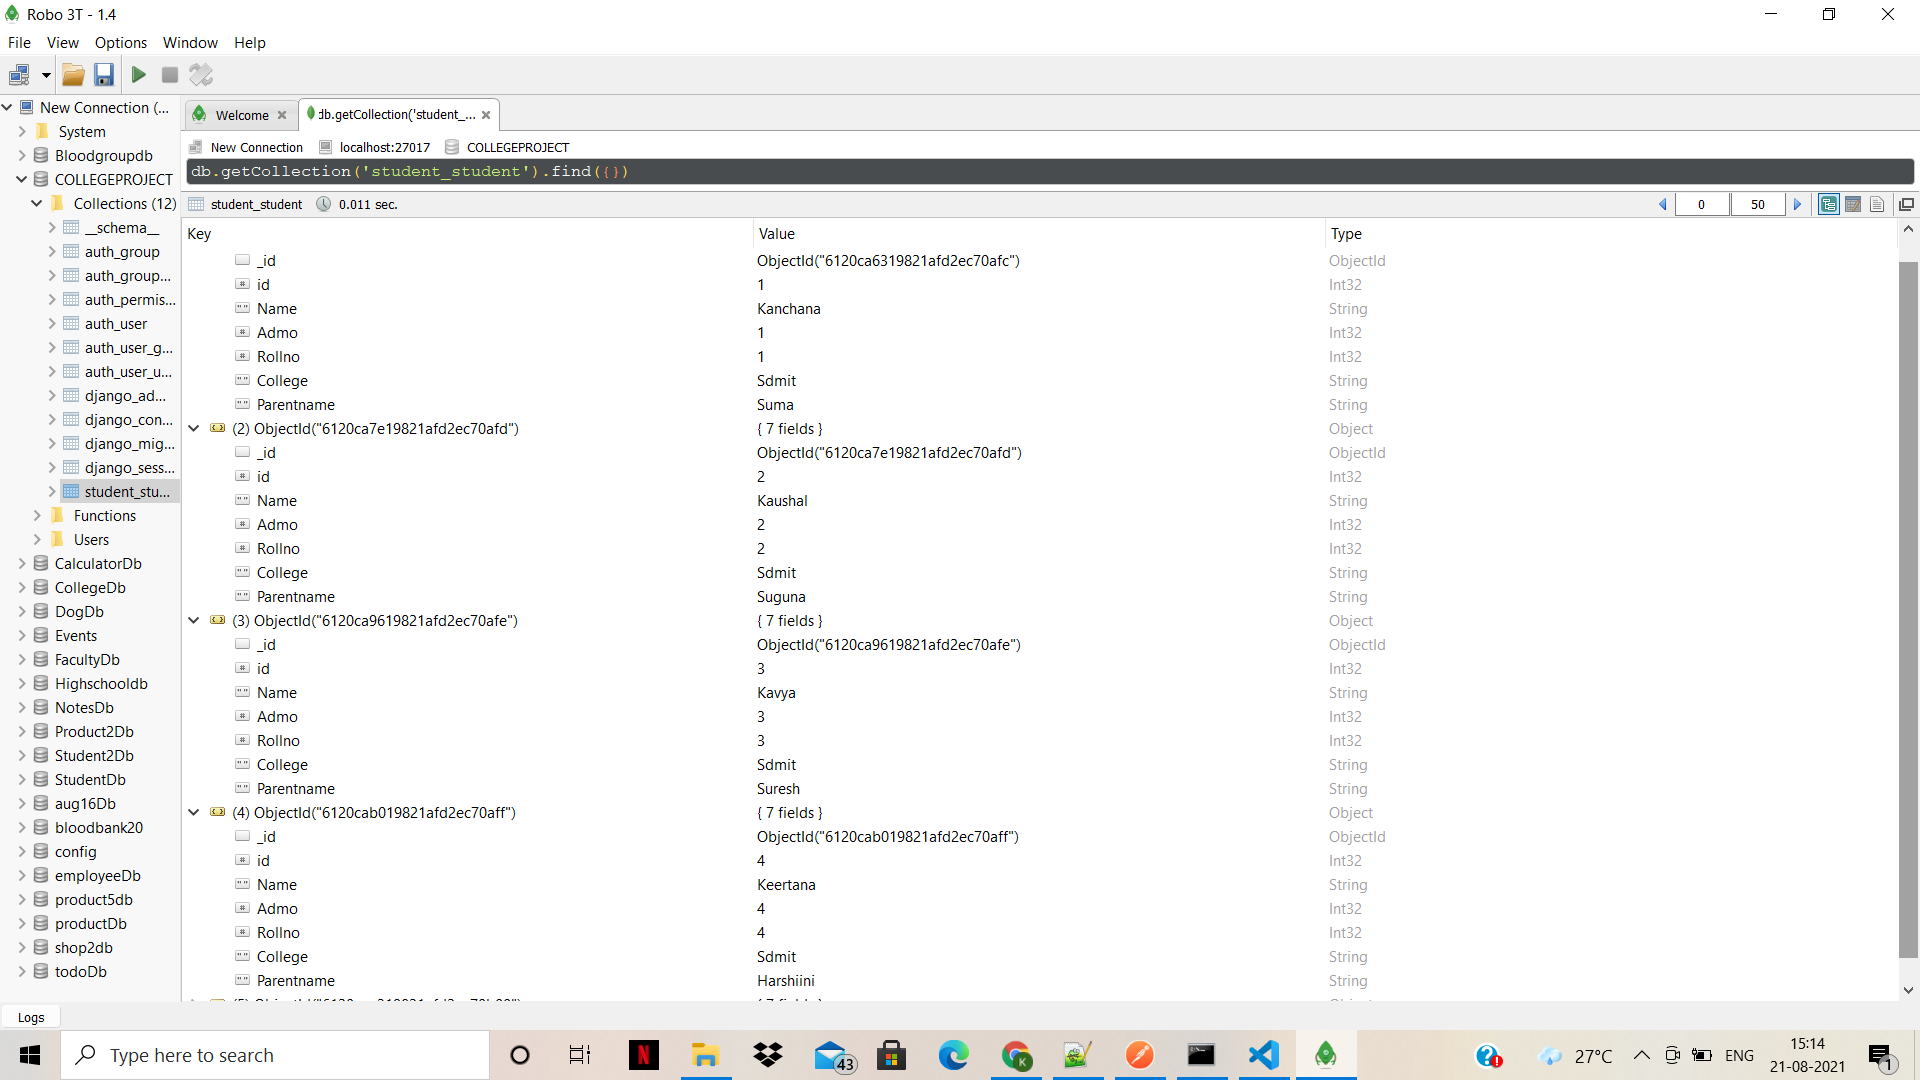 Robo 3T - 1.4
File View Options Window Help
New Connection (...
System
Bloodgroupdb
COLLEGEPROJECT
Collections (12)
__schema__
auth_group
auth_group...
auth_permis...
auth_user
auth_user_g...
auth_user_u...
django_ad...
django_con...
django_mig...
django_sess...
student_stu...
Functions
Users
CalculatorDb
CollegeDb
DogDb
Events
FacultyDb
Highschooldb
NotesDb
Product2Db
Student2Db
StudentDb
aug16Db
bloodbank20
config
employeeDb
product5db
productDb
shop2db
todoDb
Welcome db.getCollection('student_...
New Connection localhost:27017 COLLEGEPROJECT
db.getCollection('student_student').find({})
student_student 0.011 sec. 0 50
Key Value Type
_id ObjectId("6120ca6319821afd2ec70afc") ObjectId
id 1 Int32
Name Kanchana String
Admo 1 Int32
Rollno 1 Int32
College Sdmit String
Parentname Suma String
(2) ObjectId("6120ca7e19821afd2ec70afd") { 7 fields } Object
_id ObjectId("6120ca7e19821afd2ec70afd") ObjectId
id 2 Int32
Name Kaushal String
Admo 2 Int32
Rollno 2 Int32
College Sdmit String
Parentname Suguna String
(3) ObjectId("6120ca9619821afd2ec70afe") { 7 fields } Object
_id ObjectId("6120ca9619821afd2ec70afe") ObjectId
id 3 Int32
Name Kavya String
Admo 3 Int32
Rollno 3 Int32
College Sdmit String
Parentname Suresh String
(4) ObjectId("6120cab019821afd2ec70aff") { 7 fields } Object
_id ObjectId("6120cab019821afd2ec70aff") ObjectId
id 4 Int32
Name Keertana String
Admo 4 Int32
Rollno 4 Int32
College Sdmit String
Parentname Harshiini String
Logs
Type here to search
43
27°C ENG
15:14
21-08-2021
1